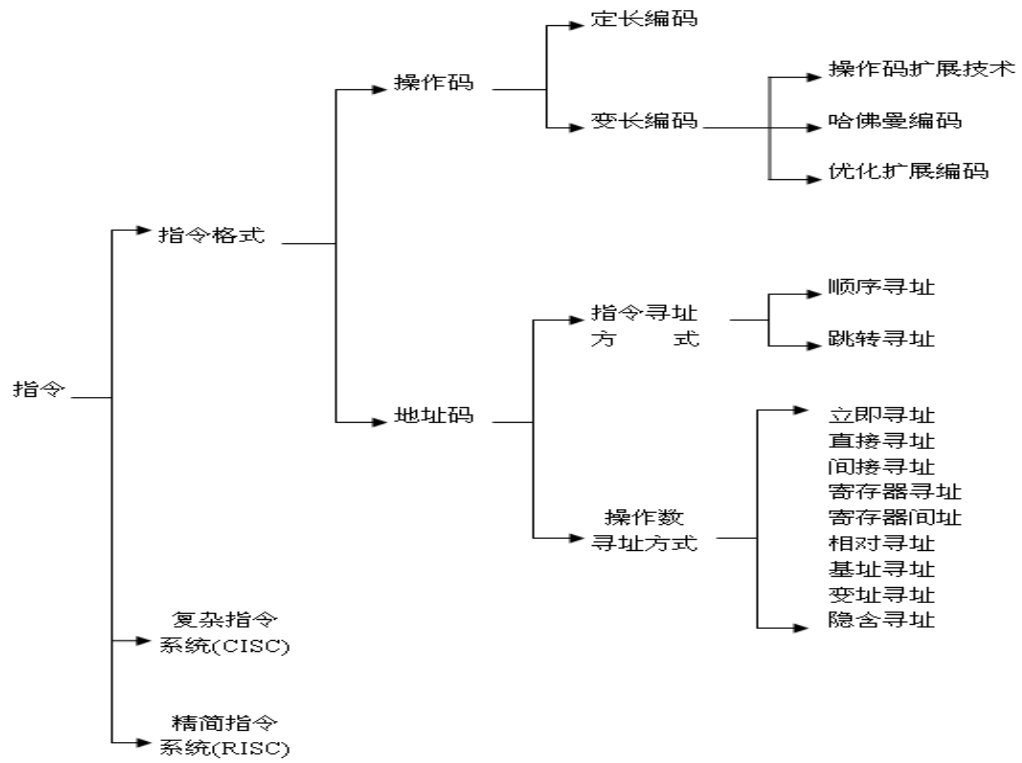 定长编码
操作码
操作码扩展技术
变长编码
哈佛曼编码
优化扩展编码
指令格式
顺序寻址
指令寻址
方 式
跳转寻址
指令
地址码
立即寻址
直接寻址
间接寻址
寄存器寻址
操作数
寄存器间址
寻址方式
相对寻址
基址寻址
变址寻址
隐含寻址
复杂指令
系统(CISC)
精简指令
系统(RISC)